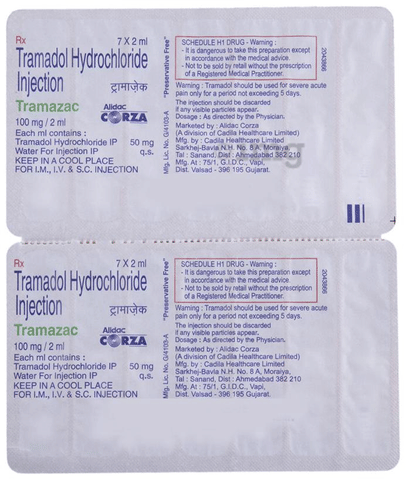 Rx 7 X 2 ml
Tramadol Hydrochloride
Injection
ट्रामाज़ेक
Tramazac
Alidac
CORZA
100 mg / 2 ml
Each ml contains :
Tramadol Hydrochloride IP 50 mg
Water For Injection IP q.s.
KEEP IN A COOL PLACE
FOR I.M., I.V. & S.C. INJECTION
"Preservative Free"
Mfg. Lic. No. G/4103-A
SCHEDULE H1 DRUG - Warning :
- It is dangerous to take this preparation except
in accordance with the medical advice.
- Not to be sold by retail without the prescription
of a Registered Medical Practitioner.
2043866
Warning : Tramadol should be used for severe acute
pain only for a period not exceeding 5 days.
The injection should be discarded
if any visible particles appear.
Dosage : As directed by the Physician.
Marketed by : Alidac Corza
(A division of Cadila Healthcare Limited)
Mfg. by : Cadila Healthcare Limited
Sarkhej-Bavla N.H. No. 8 A, Moraiya,
Tal : Sanand, Dist: Ahmedabad 382 210
Mfg. At : 75/1, G.I.D.C., Vapi,
Dist. Valsad - 396 195 Gujarat.
Rx 7 X 2 ml
Tramadol Hydrochloride
Injection
ट्रामाज़ेक
Tramazac
Alidac
CORZA
100 mg / 2 ml
Each ml contains :
Tramadol Hydrochloride IP 50 mg
Water For Injection IP q.s.
KEEP IN A COOL PLACE
FOR I.M., I.V. & S.C. INJECTION
"Preservative Free"
Mfg. Lic. No. G/4103-A
SCHEDULE H1 DRUG - Warning :
- It is dangerous to take this preparation except
in accordance with the medical advice.
- Not to be sold by retail without the prescription
of a Registered Medical Practitioner.
2043866
Warning : Tramadol should be used for severe acute
pain only for a period not exceeding 5 days.
The injection should be discarded
if any visible particles appear.
Dosage : As directed by the Physician.
Marketed by : Alidac Corza
(A division of Cadila Healthcare Limited)
Mfg. by : Cadila Healthcare Limited
Sarkhej-Bavla N.H. No. 8 A, Moraiya,
Tal : Sanand, Dist: Ahmedabad 382 210
Mfg. At : 75/1, G.I.D.C., Vapi,
Dist. Valsad - 396 195 Gujarat.